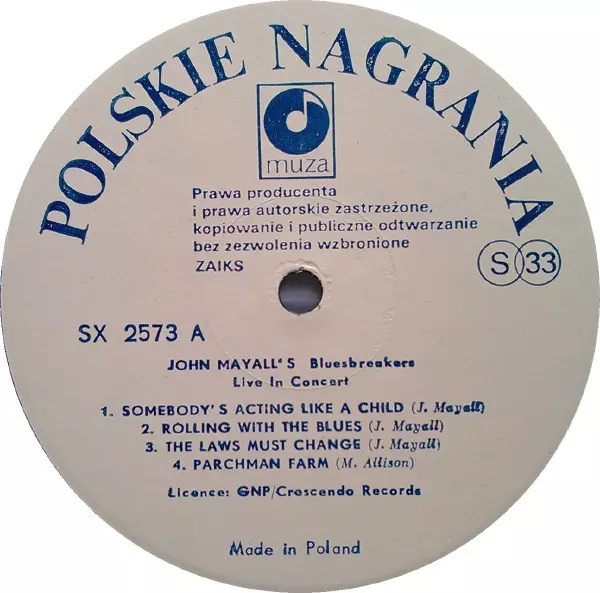 POLSKIE NAGRANIA
muza
Prawa producenta
i prawa autorskie zastrzeżone,
kopiowanie i publiczne odtwarzanie
bez zezwolenia wzbronione
ZAIKS
S 33
SX 2573 A
JOHN MAYALL'S Bluesbreakers
Live In Concert
1. SOMEBODY'S ACTING LIKE A CHILD (J. Mayall)
2. ROLLING WITH THE BLUES (J. Mayall)
3. THE LAWS MUST CHANGE (J. Mayall)
4. PARCHMAN FARM (M. Allison)
Licence: GNP/Crescendo Records
Made in Poland